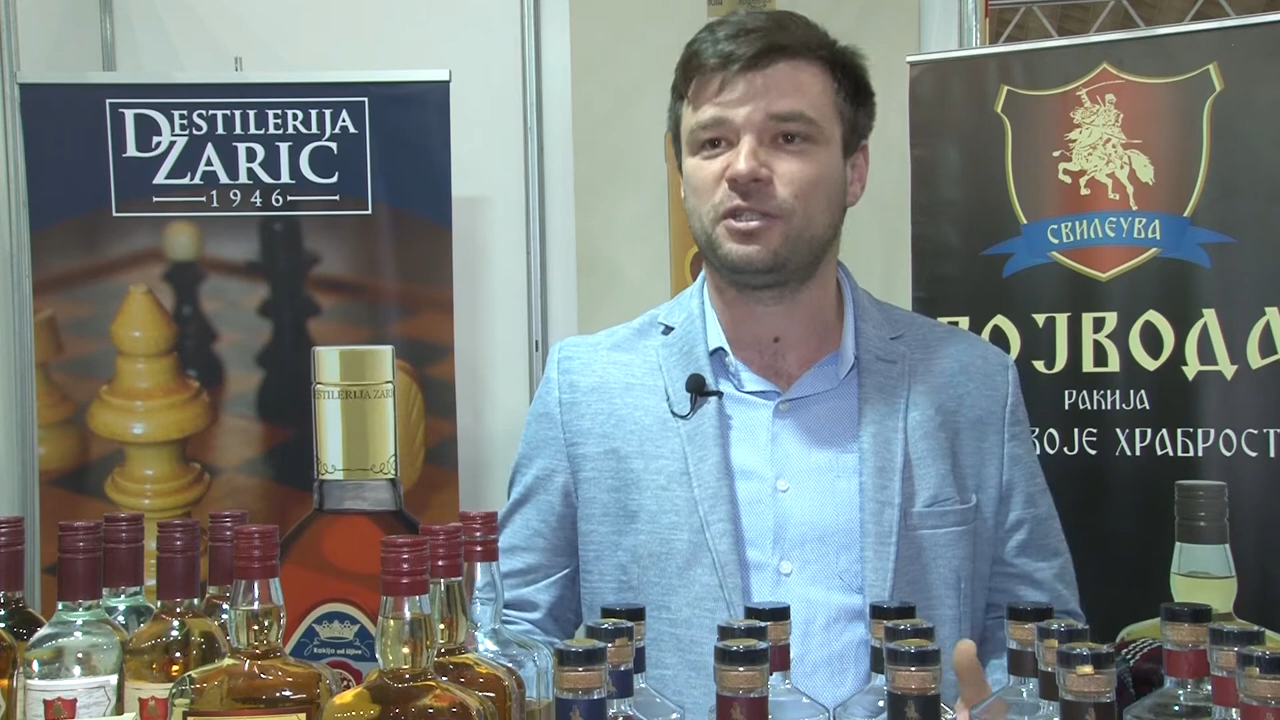 DESTILERIJA
ZARIĆ
1946
DESTILERIJA ZARIĆ
Rakija od šljive
СВИЛЕУВА
ОЈВОДА
РАКИЈА
ВОЈЕ ХРАБРОСТ